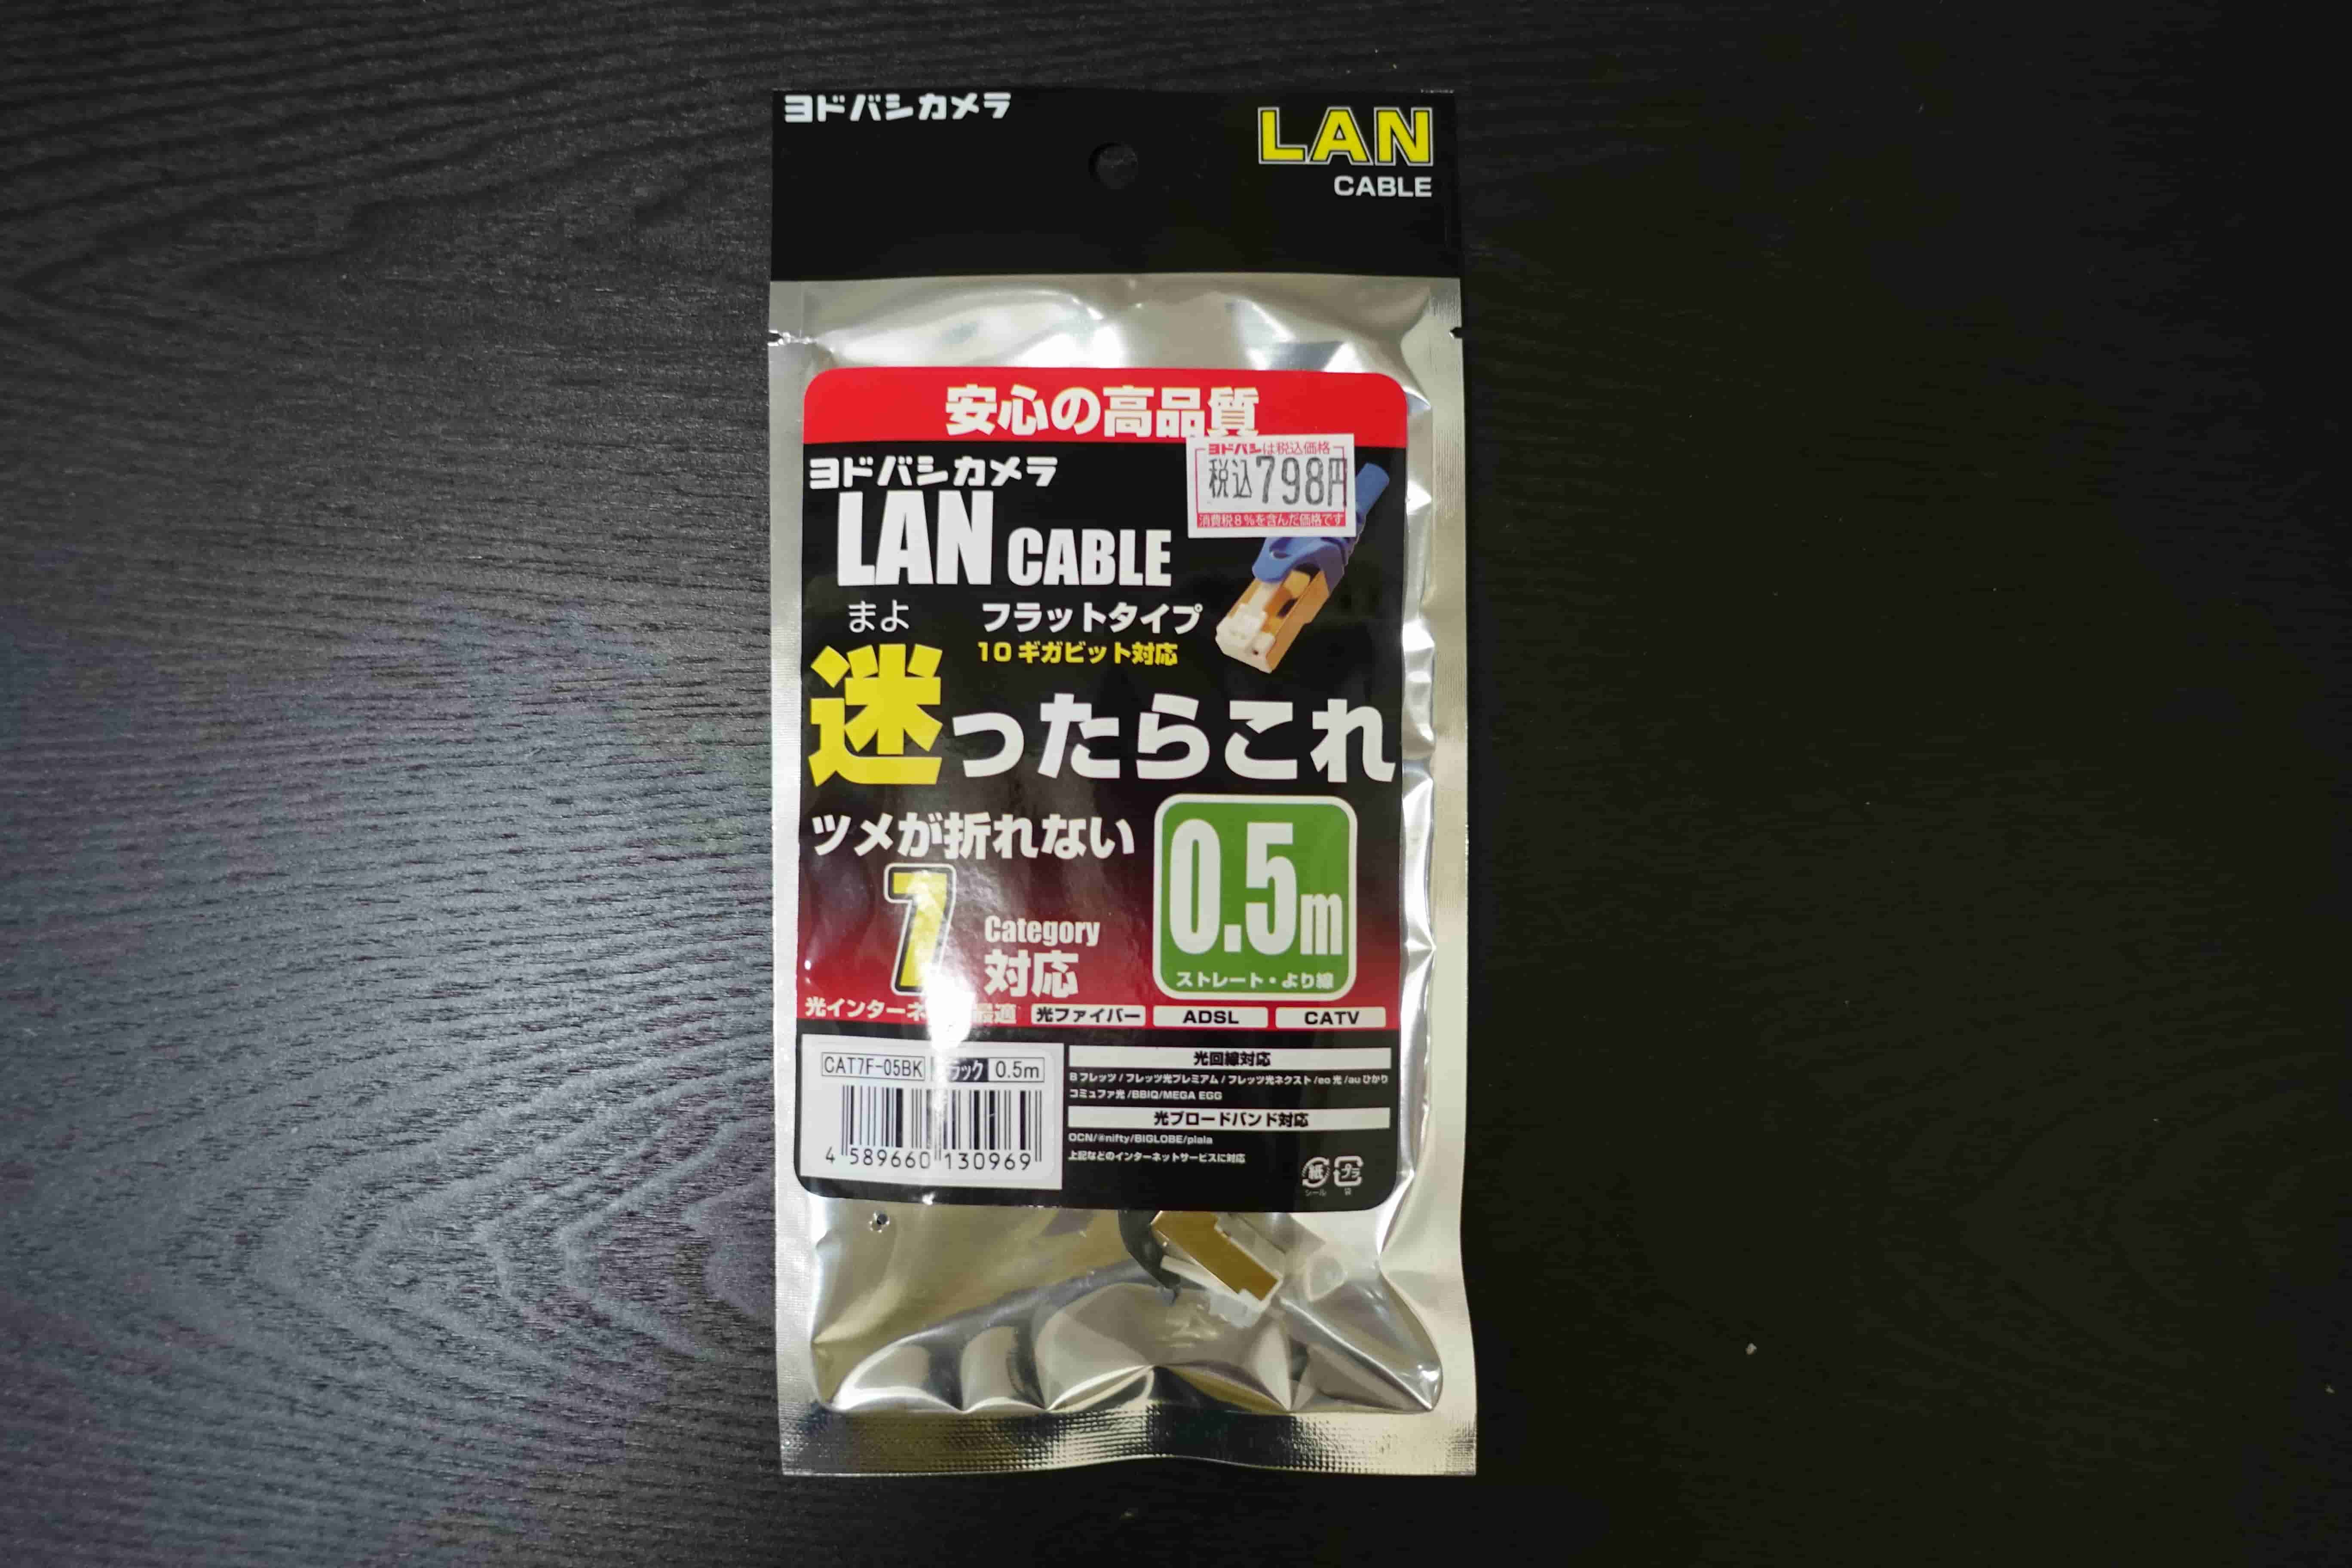 ヨドバシカメラ
LAN
CABLE
安心の高品質
ヨドバシは税込価格
税込798円
消費税8%を含んだ価格です
ヨドバシカメラ
LAN CABLE
まよ
フラットタイプ
10ギガビット対応
迷ったらこれ
ツメが折れない
7 Category
対応
0.5m
ストレート・より線
光インターネ 最適 光ファイバー ADSL CATV
CAT7F-05BK ラック 0.5m
4 589660 130969
光回線対応
Bフレッツ/フレッツ光プレミアム/フレッツ光ネクスト/eo光/auひかり
コミュファ光/BBIQ/MEGA EGG
光ブロードバンド対応
OCN/@nifty/BIGLOBE/plala
上記などのインターネットサービスに対応
紙 プラ
シール 袋